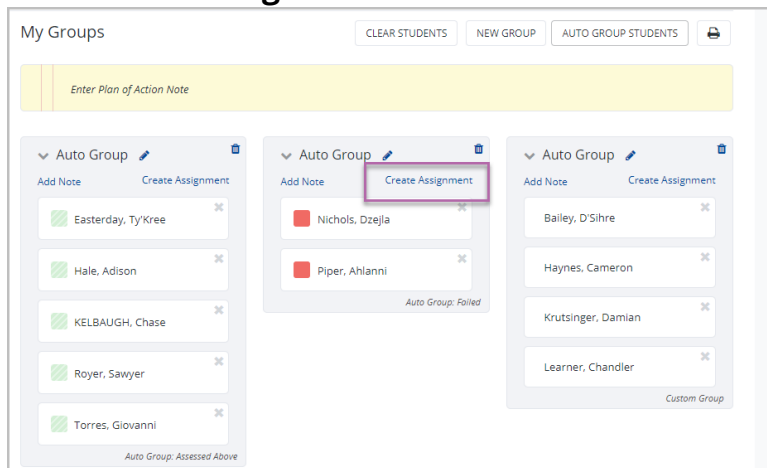 My Groups
CLEAR STUDENTS
NEW GROUP
AUTO GROUP STUDENTS
Enter Plan of Action Note
Auto Group
Add Note
Create Assignment
Easterday, Ty'Kree
Hale, Adison
KELBAUGH, Chase
Royer, Sawyer
Torres, Giovanni
Auto Group: Assessed Above
Auto Group
Add Note
Create Assignment
Nichols, Dzejla
Piper, Ahlanni
Auto Group: Failed
Auto Group
Add Note
Create Assignment
Bailey, D'Sihre
Haynes, Cameron
Krutsinger, Damian
Learner, Chandler
Custom Group